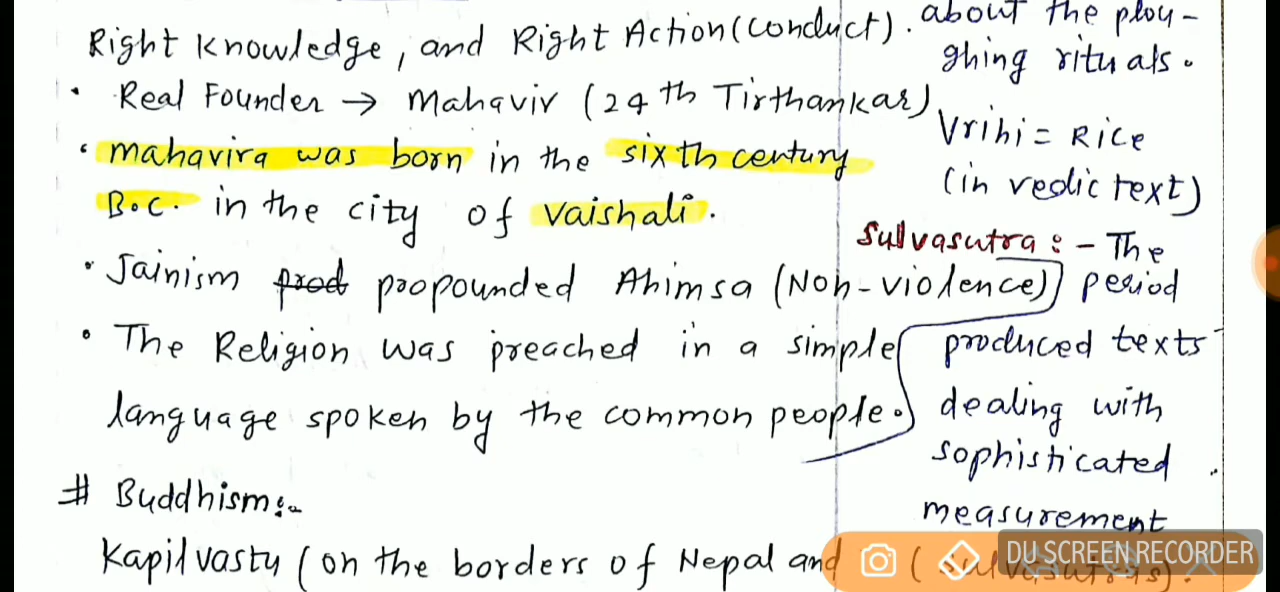 Right Knowledge, and Right Action (Conduct).
• Real Founder → Mahavir (24th Tirthankar)
• mahavira was born in the sixth century
B.C. in the city of vaishali.
• Jainism prod propounded Ahimsa (Non-violence)
• The Religion was preached in a simple
language spoken by the common people.
# Buddhism:-
Kapilvastu (on the borders of Nepal and
about the plou-
ghing rituals.
Vrihi = Rice
(in vedic text)
Sulvasutra :- The
period
produced texts
dealing with
sophisticated
measurement
(Sulvasutras).
DU SCREEN RECORDER